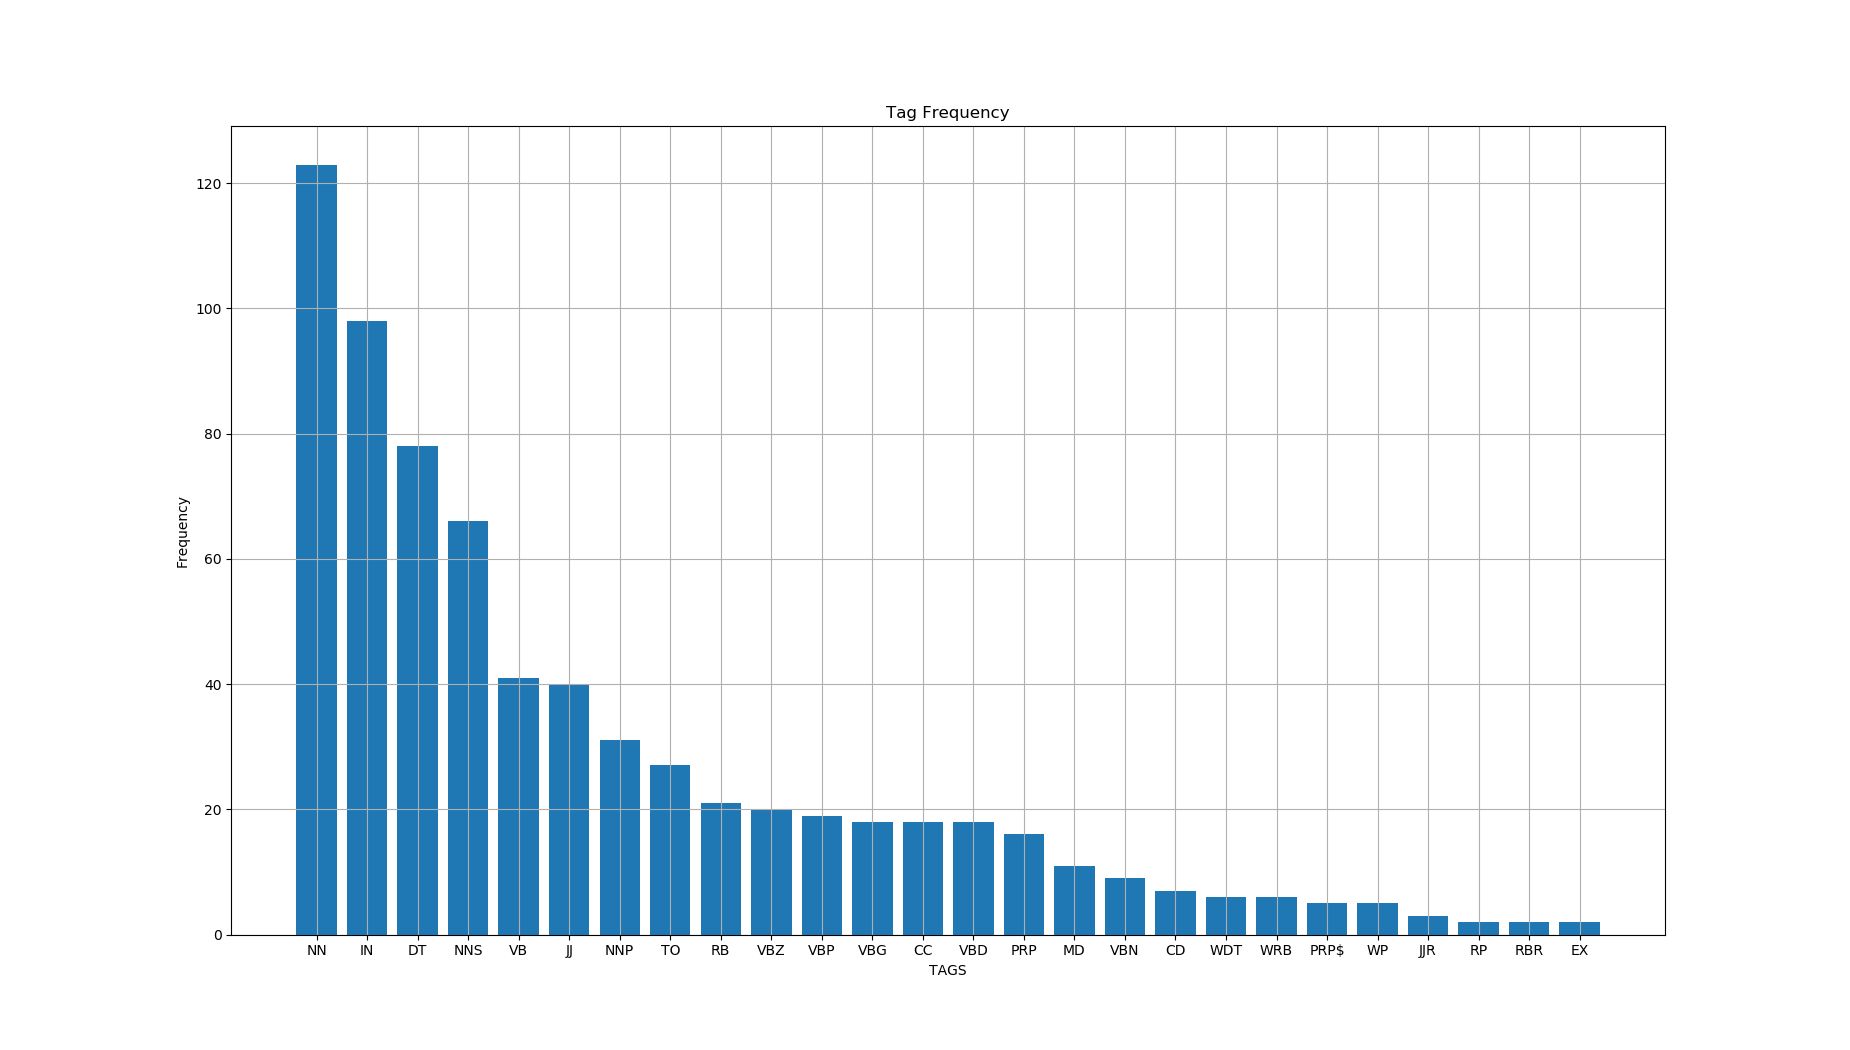 Tag Frequency
120
100
80
60
40
20
0
Frequency
NN IN DT NNS VB JJ NNP TO RB VBZ VBP VBG CC VBD PRP MD VBN CD WDT WRB PRP$ WP JJR RP RBR EX
TAGS